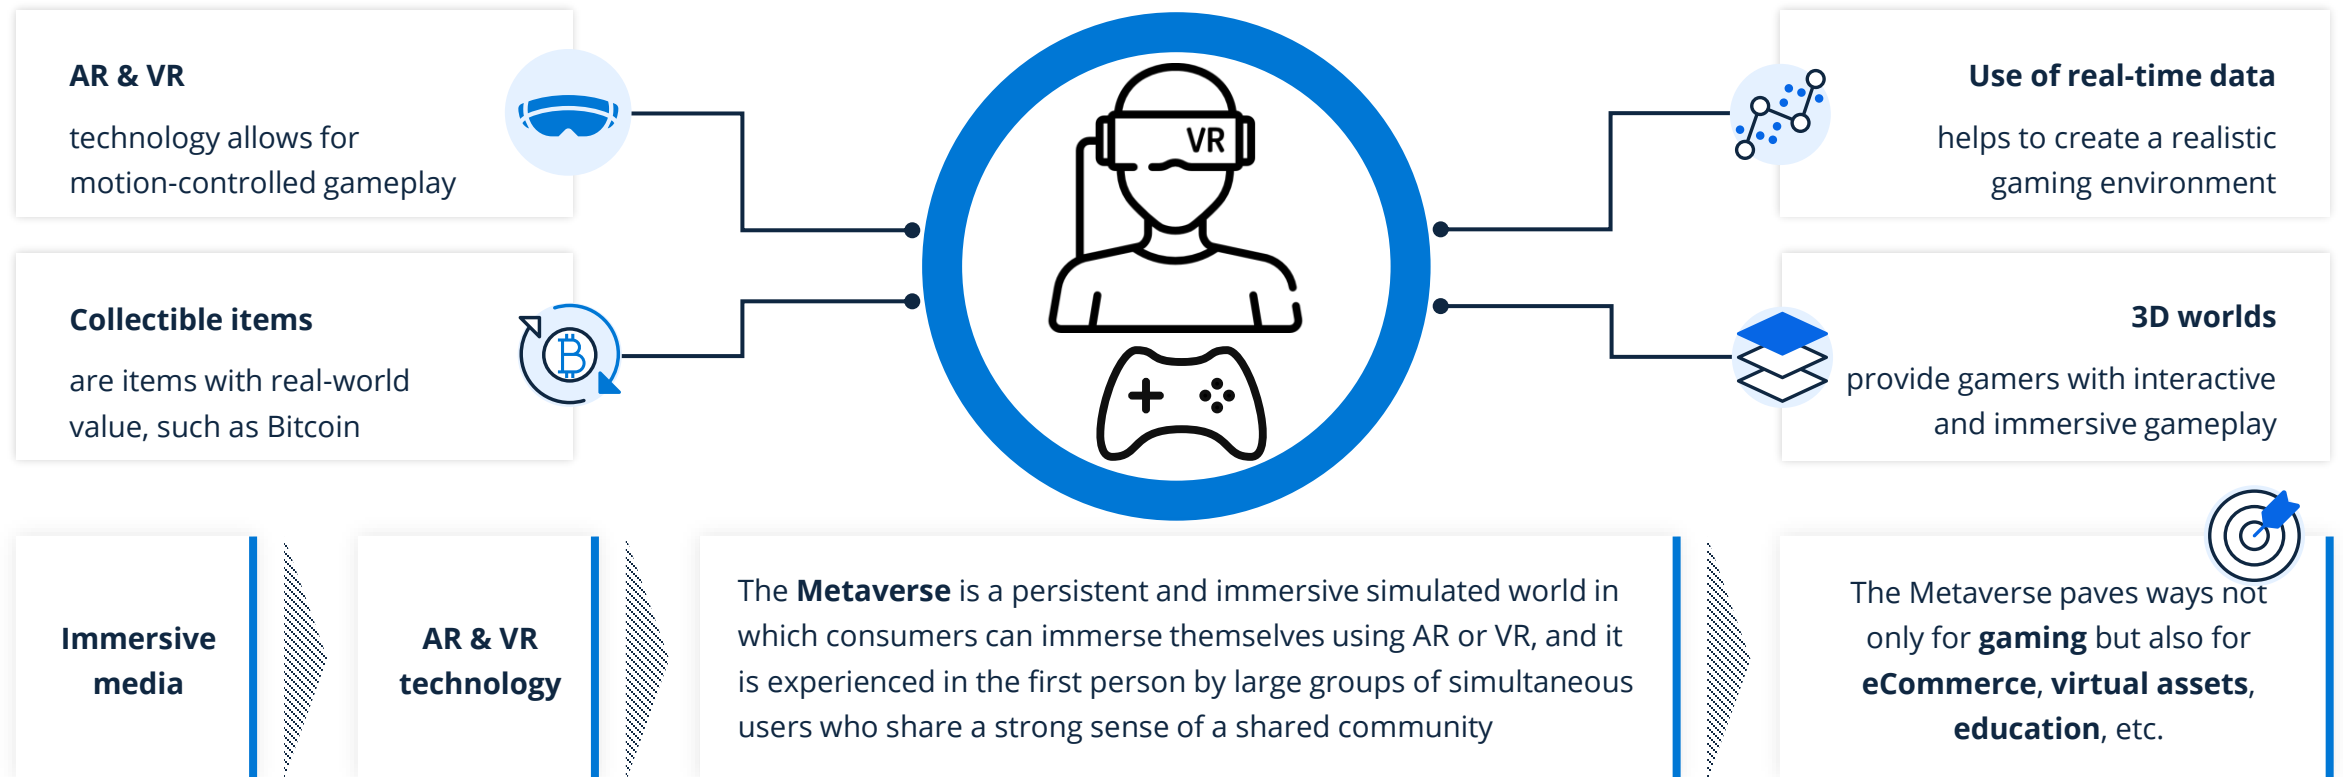 AR & VR
technology allows for
motion-controlled gameplay
Collectible items
are items with real-world
value, such as Bitcoin
VR
Use of real-time data
helps to create a realistic
gaming environment
3D worlds
provide gamers with interactive
and immersive gameplay
Immersive
media
AR & VR
technology
The Metaverse is a persistent and immersive simulated world in
which consumers can immerse themselves using AR or VR, and it
is experienced in the first person by large groups of simultaneous
users who share a strong sense of a shared community
The Metaverse paves ways not
only for gaming but also for
eCommerce, virtual assets,
education, etc.